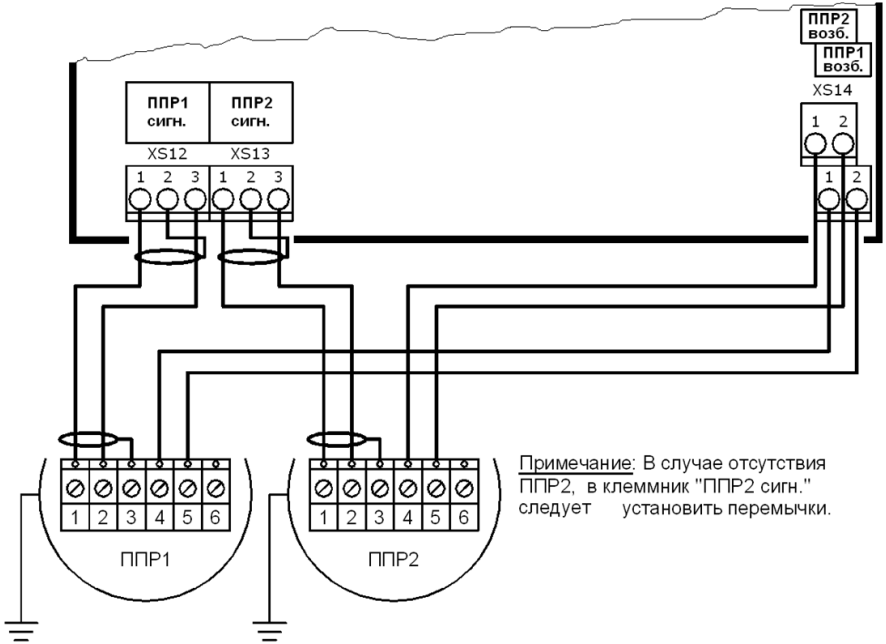 ППР2
возб.
ППР1
возб.
XS14
1 2
1 2
ППР1
сигн.
ППР2
сигн.
XS12 XS13
1 2 3 1 2 3
Примечание: В случае отсутствия
ППР2, в клеммник "ППР2 сигн."
следует установить перемычки.
1 2 3 4 5 6
ППР1
1 2 3 4 5 6
ППР2